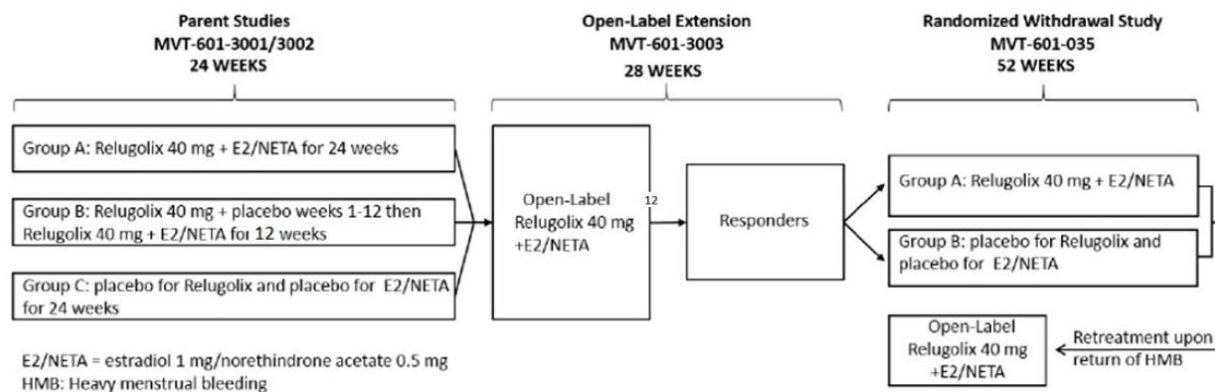 Parent Studies
MVT-601-3001/3002
24 WEEKS
Open-Label Extension
MVT-601-3003
28 WEEKS
Randomized Withdrawal Study
MVT-601-035
52 WEEKS
Group A: Relugolix 40 mg + E2/NETA for 24 weeks
Group B: Relugolix 40 mg + placebo weeks 1-12 then
Relugolix 40 mg + E2/NETA for 12 weeks
Group C: placebo for Relugolix and placebo for E2/NETA
for 24 weeks
Open-Label
Relugolix 40 mg
+E2/NETA
12
Responders
Group A: Relugolix 40 mg + E2/NETA
Group B: placebo for Relugolix and
placebo for E2/NETA
Open-Label
Relugolix 40 mg
+E2/NETA
Retreatment upon
return of HMB
E2/NETA = estradiol 1 mg/norethindrone acetate 0.5 mg
HMB: Heavy menstrual bleeding